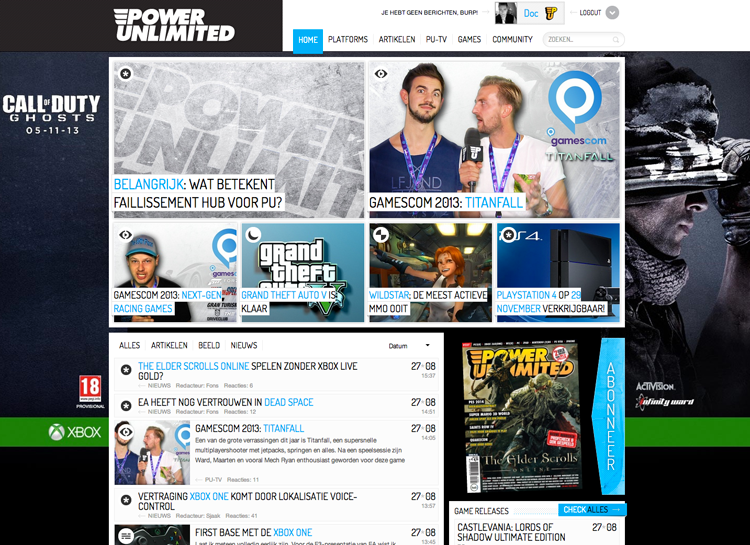 POWER
UNLIMITED
JE HEBT GEEN BERICHTEN, BURP!
Doc
LOGOUT
HOME
PLATFORMS
ARTIKELEN
PU-TV
GAMES
COMMUNITY
ZOEKEN..
CALL OF DUTY
GHOSTS
05-11-13
BELANGRIJK: WAT BETEKENT
FAILLISSEMENT HUB VOOR PU?
gamescom
TITANFALL
GAMESCOM 2013: TITANFALL
gamescom
GAMESCOM 2013: NEXT-GEN
RACING GAMES
grand
theft
auto
V
GRAND THEFT AUTO V IS
KLAAR
WILDSTAR: DE MEEST ACTIEVE
MMO OOIT
PS4
PLAYSTATION 4 OP 29
NOVEMBER VERKRIJGBAAR!
ALLES
ARTIKELEN
BEELD
NIEUWS
Datum
THE ELDER SCROLLS ONLINE SPELEN ZONDER XBOX LIVE
GOLD?
NIEUWS Redacteur: Fons Reacties: 6
27-08
15:37
EA HEEFT NOG VERTROUWEN IN DEAD SPACE
NIEUWS Redacteur: Fons Reacties: 12
27-08
14:51
GAMESCOM 2013: TITANFALL
Een van de grote verrassingen dit jaar is Titanfall, een supersnelle
multiplayershooter met jetpacks, springen en alles. Na een speelsessie zijn
Ward, Maarten en vooral Mech Ryan enthousiast geworden voor deze game
PU-TV Reacties: 11
27-08
14:05
VERTRAGING XBOX ONE KOMT DOOR LOKALISATIE VOICE-
CONTROL
NIEUWS Redacteur: Sjaak Reacties: 41
27-08
13:57
FIRST BASE MET DE XBOX ONE
27-08
13:45
18
PROVISIONAL
XBOX
POWER
UNLIMITED
The Elder Scrolls
ABONNEER
ACTIVISION
infinity ward
GAME RELEASES
CHECK ALLES
CASTLEVANIA: LORDS OF
SHADOW ULTIMATE EDITION
27-08